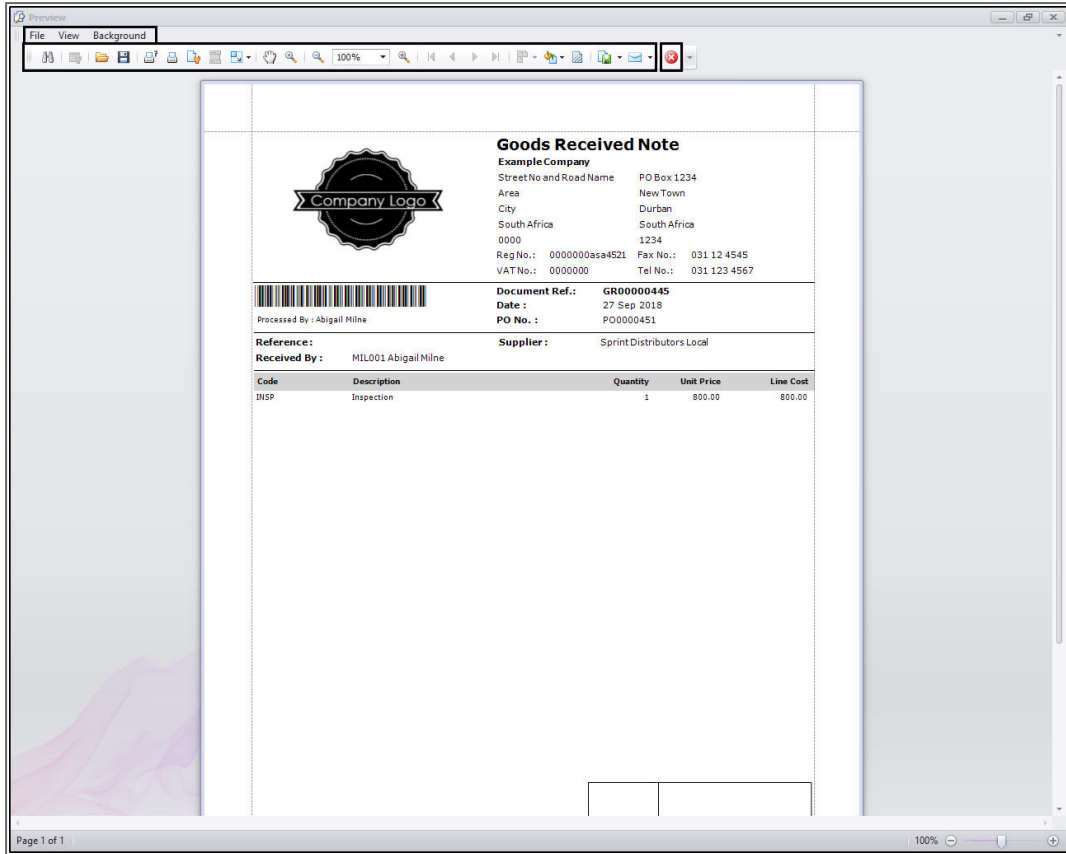 Preview
File View Background
100%
Goods Received Note
Example Company
Company Logo
Street No and Road Name PO Box 1234
Area New Town
City Durban
South Africa South Africa
0000 1234
Reg No.: 0000000asa4521 Fax No.: 031 12 4545
VAT No.: 0000000 Tel No.: 031 123 4567
Document Ref.: GR00000445
Date : 27 Sep 2018
Processed By : Abigail Milne PO No. : PO0000451
Reference : Supplier : Sprint Distributors Local
Received By : MIL001 Abigail Milne
Code Description Quantity Unit Price Line Cost
INSP Inspection 1 800.00 800.00
Page 1 of 1 100%